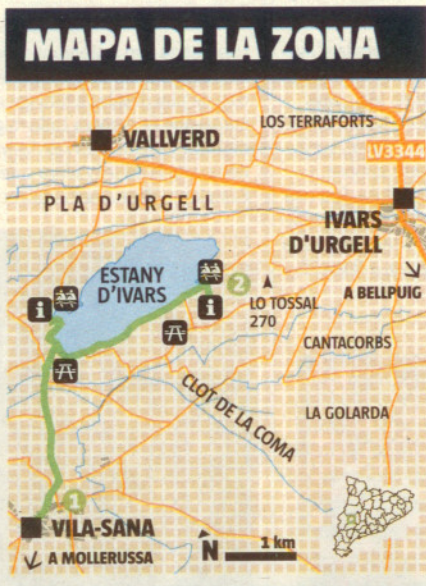 MAPA DE LA ZONA
LOS TERRAFORTS
VALLVERD
LV3344
PLA D'URGELL
IVARS
D'URGELL
ESTANY
D'IVARS
i
2
i
LO TOSSAL
270
A BELLPUIG
CANTACORBS
CLOT DE LA COMA
LA GOLARDA
1
VILA-SANA
A MOLLERUSSA
N
1 km